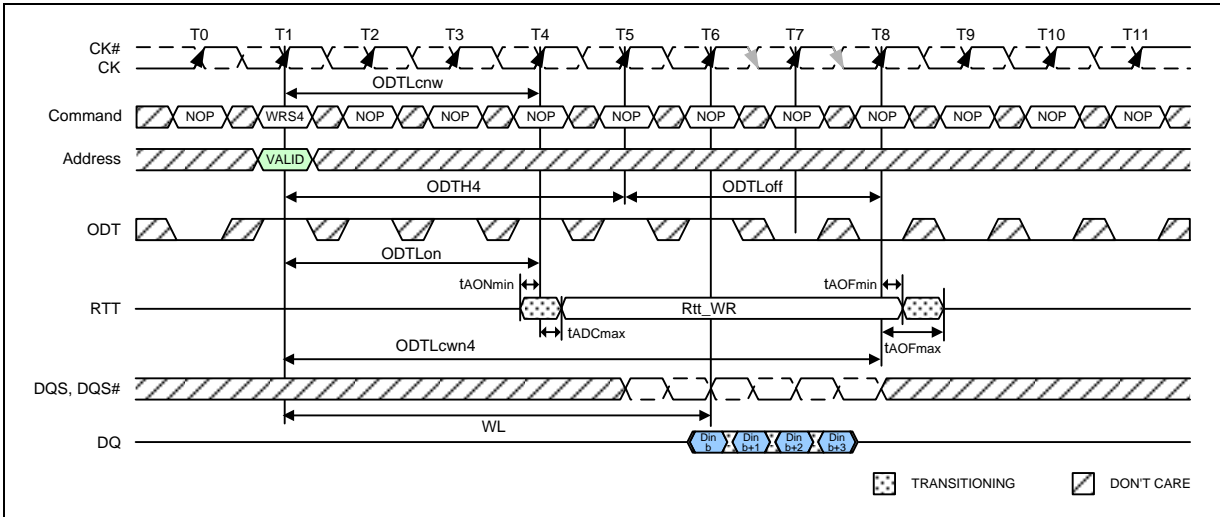 T0 T1 T2 T3 T4 T5 T6 T7 T8 T9 T10 T11
CK#
CK
ODTLcnw
Command NOP WRS4 NOP NOP NOP NOP NOP NOP NOP NOP NOP NOP
Address VALID
ODTH4 ODTLoff
ODT
ODTLon
tAONmin tAOFmin
RTT Rtt_WR
tADCmax
tAOFmax
ODTLcwn4
DQS, DQS#
WL
DQ Din b Din b+1 Din b+2 Din b+3
TRANSITIONING DON'T CARE